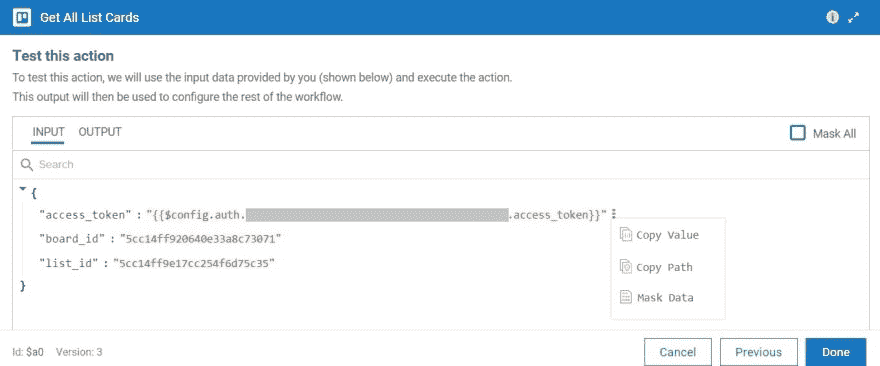 Get All List Cards
Test this action
To test this action, we will use the input data provided by you (shown below) and execute the action.
This output will then be used to configure the rest of the workflow.
INPUT OUTPUT Mask All
Search
{
"access_token" : "{{$config.auth. .access_token}}"
Copy Value
"board_id" : "5cc14ff920640e33a8c73071"
"list_id" : "5cc14ff9e17cc254f6d75c35"
Copy Path
}
Mask Data
Id: $a0 Version: 3 Cancel Previous Done